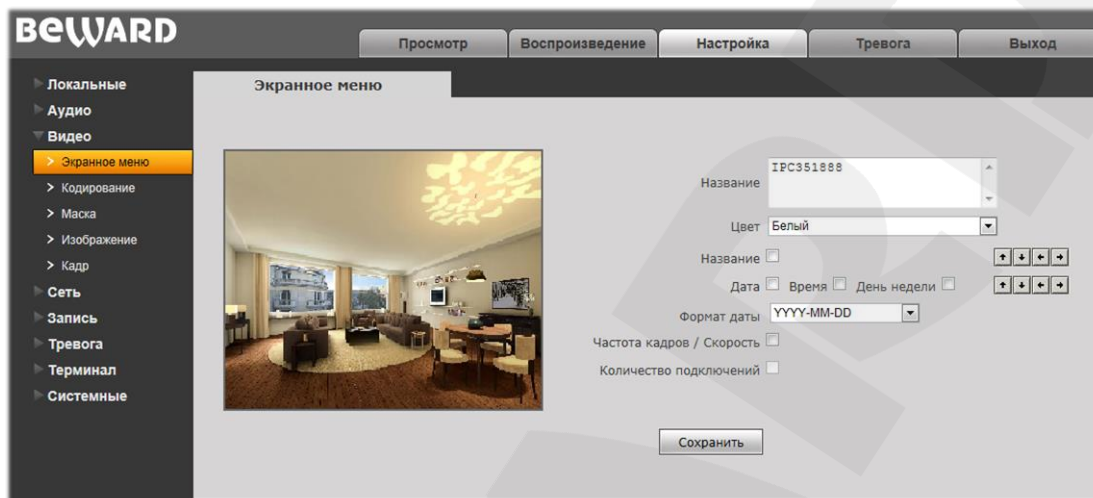 BEWARD
Просмотр
Воспроизведение
Настройка
Тревога
Выход
Локальные
Аудио
Видео
Экранное меню
Кодирование
Маска
Изображение
Кадр
Сеть
Запись
Тревога
Терминал
Системные
Экранное меню
Название IPC351888
Цвет Белый
Название
Дата Время День недели
Формат даты YYYY-MM-DD
Частота кадров / Скорость
Количество подключений
Сохранить